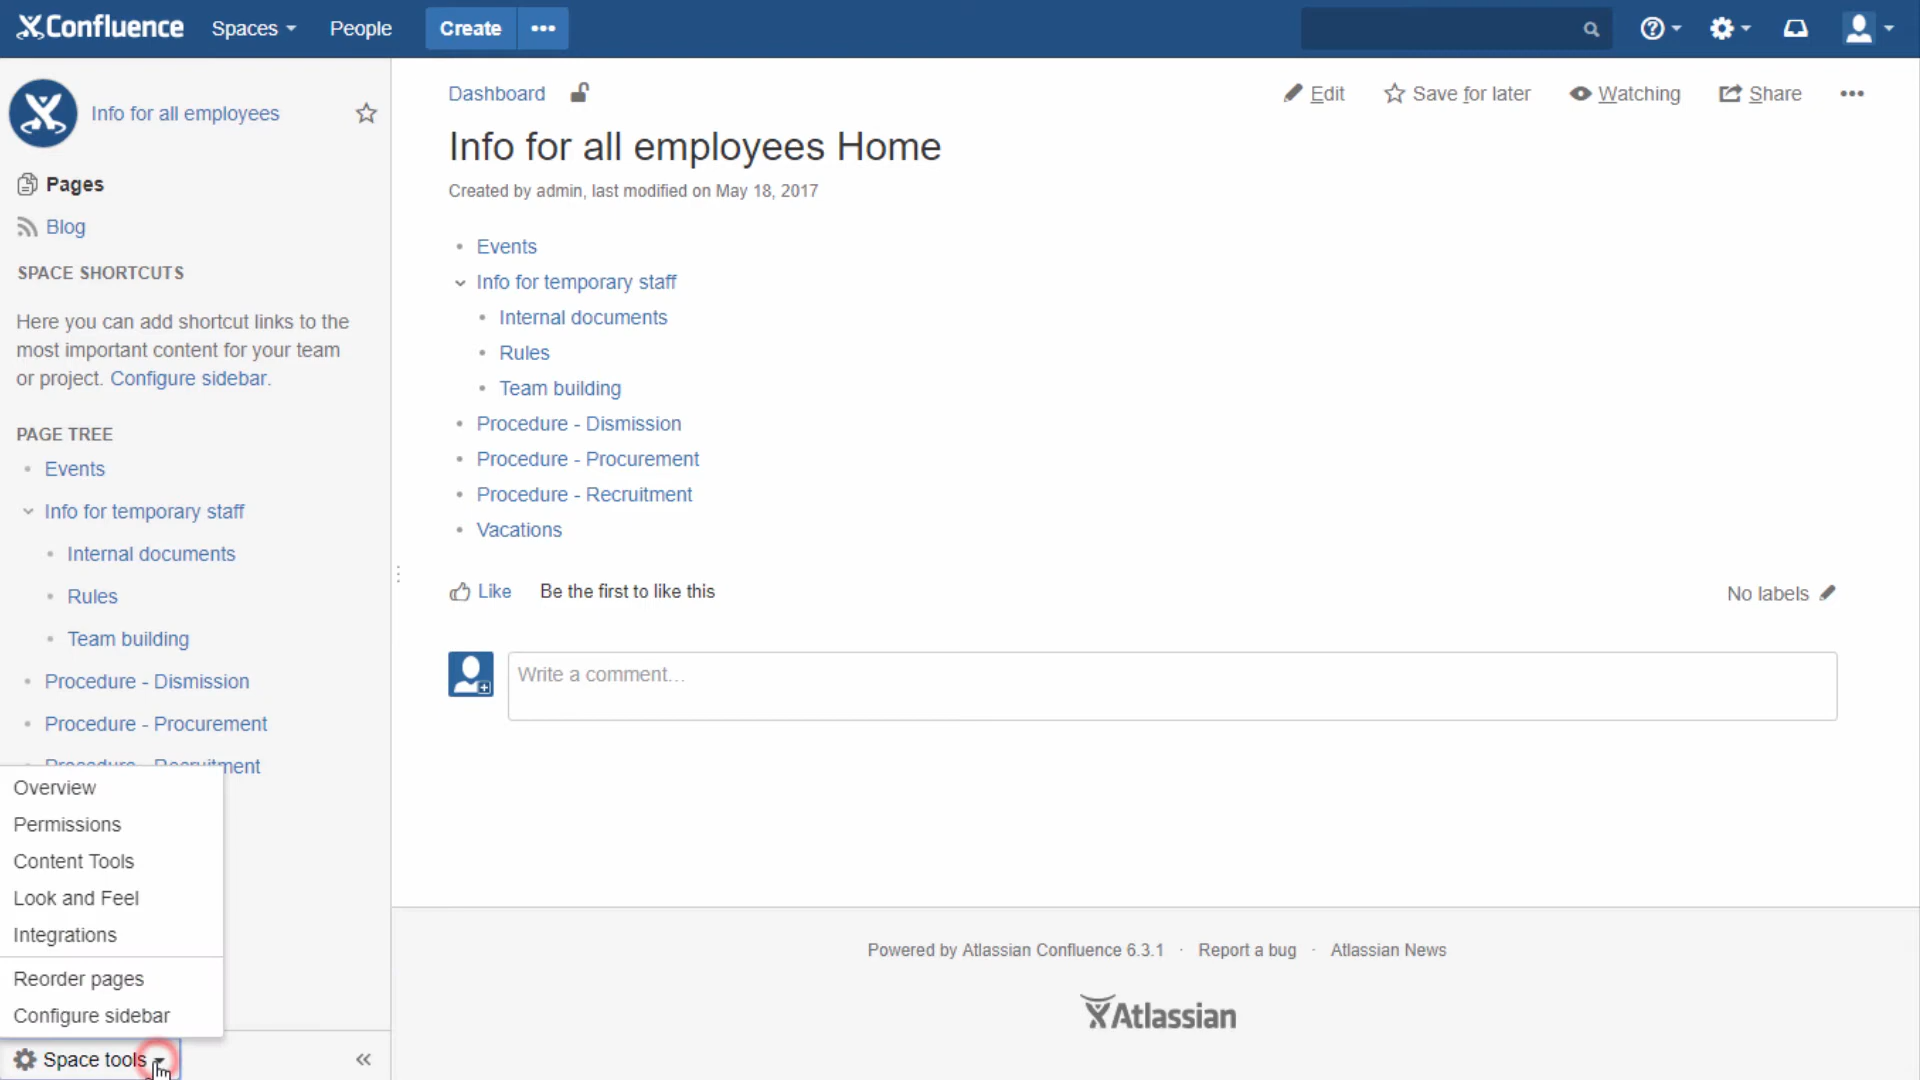 Confluence Spaces People Create
Info for all employees
Pages
Blog
SPACE SHORTCUTS
Here you can add shortcut links to the
most important content for your team
or project. Configure sidebar.
PAGE TREE
Events
Info for temporary staff
Internal documents
Rules
Team building
Procedure - Dismission
Procedure - Procurement
Procedure - Recruitment
Overview
Permissions
Content Tools
Look and Feel
Integrations
Reorder pages
Configure sidebar
Space tools
Dashboard Edit Save for later Watching Share
Info for all employees Home
Created by admin, last modified on May 18, 2017
Events
Info for temporary staff
Internal documents
Rules
Team building
Procedure - Dismission
Procedure - Procurement
Procedure - Recruitment
Vacations
Like Be the first to like this No labels
Write a comment…
Powered by Atlassian Confluence 6.3.1 · Report a bug · Atlassian News
Atlassian